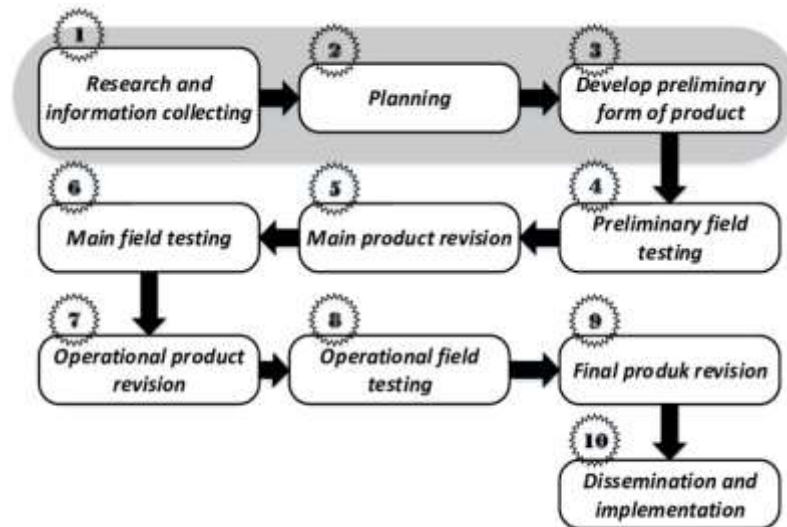 1
Research and
information collecting
2
Planning
3
Develop preliminary
form of product
4
Preliminary field
testing
5
Main product revision
6
Main field testing
7
Operational product
revision
8
Operational field
testing
9
Final produk revision
10
Dissemination and
implementation